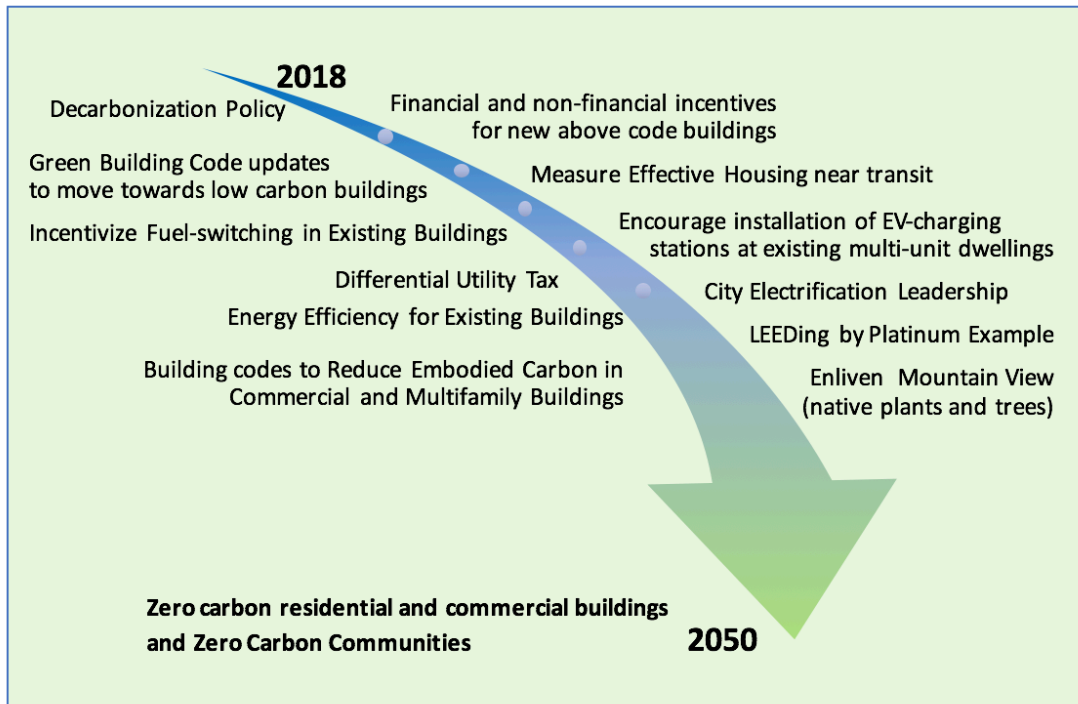 2018
Decarbonization Policy
Green Building Code updates
to move towards low carbon buildings
Incentivize Fuel-switching in Existing Buildings
Differential Utility Tax
Energy Efficiency for Existing Buildings
Building codes to Reduce Embodied Carbon in
Commercial and Multifamily Buildings
Financial and non-financial incentives
for new above code buildings
Measure Effective Housing near transit
Encourage installation of EV-charging
stations at existing multi-unit dwellings
City Electrification Leadership
LEEDing by Platinum Example
Enliven Mountain View
(native plants and trees)
Zero carbon residential and commercial buildings
and Zero Carbon Communities
2050